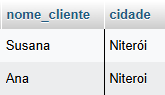 nome_cliente cidade
Susana Niterói
Ana Niteroi